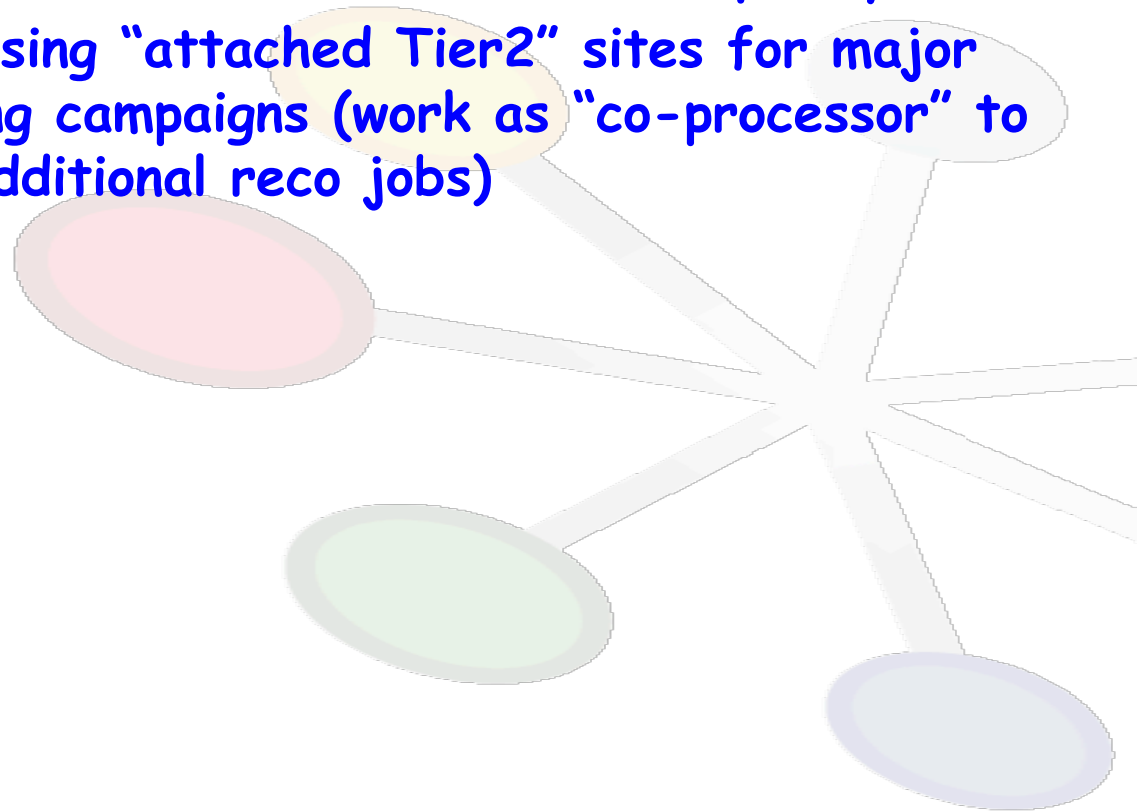 sing “attached Tier2” sites for major
g campaigns (work as “co-processor” to
dditional reco jobs)